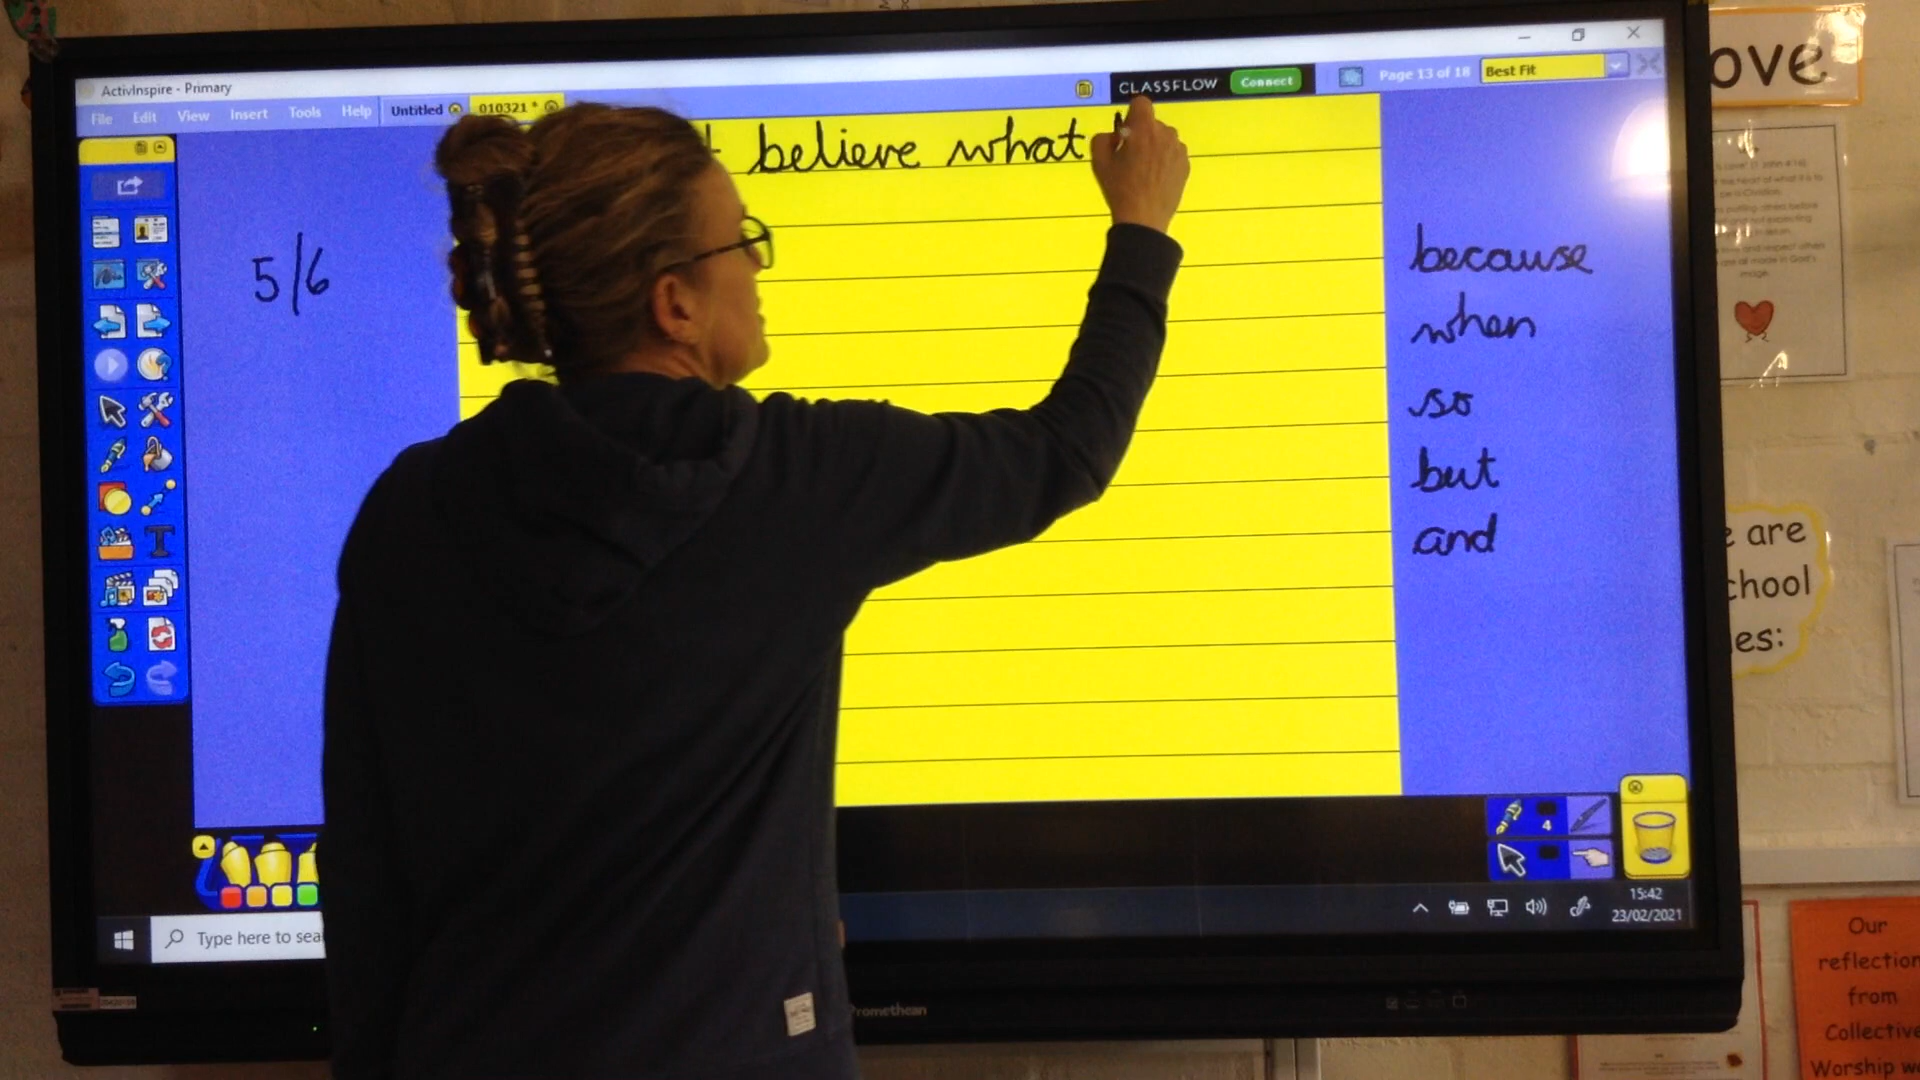 ActivInspire - Primary
File Edit View Insert Tools Help Untitled 010321 * CLASSFLOW Connect Page 13 of 18 Best Fit
believe what
5/6
because
when
so
but
and
4
15:42
23/02/2021
Type here to sea
Promethean
ove
e are
chool
es:
Our
reflection
from
Collective
Worship w